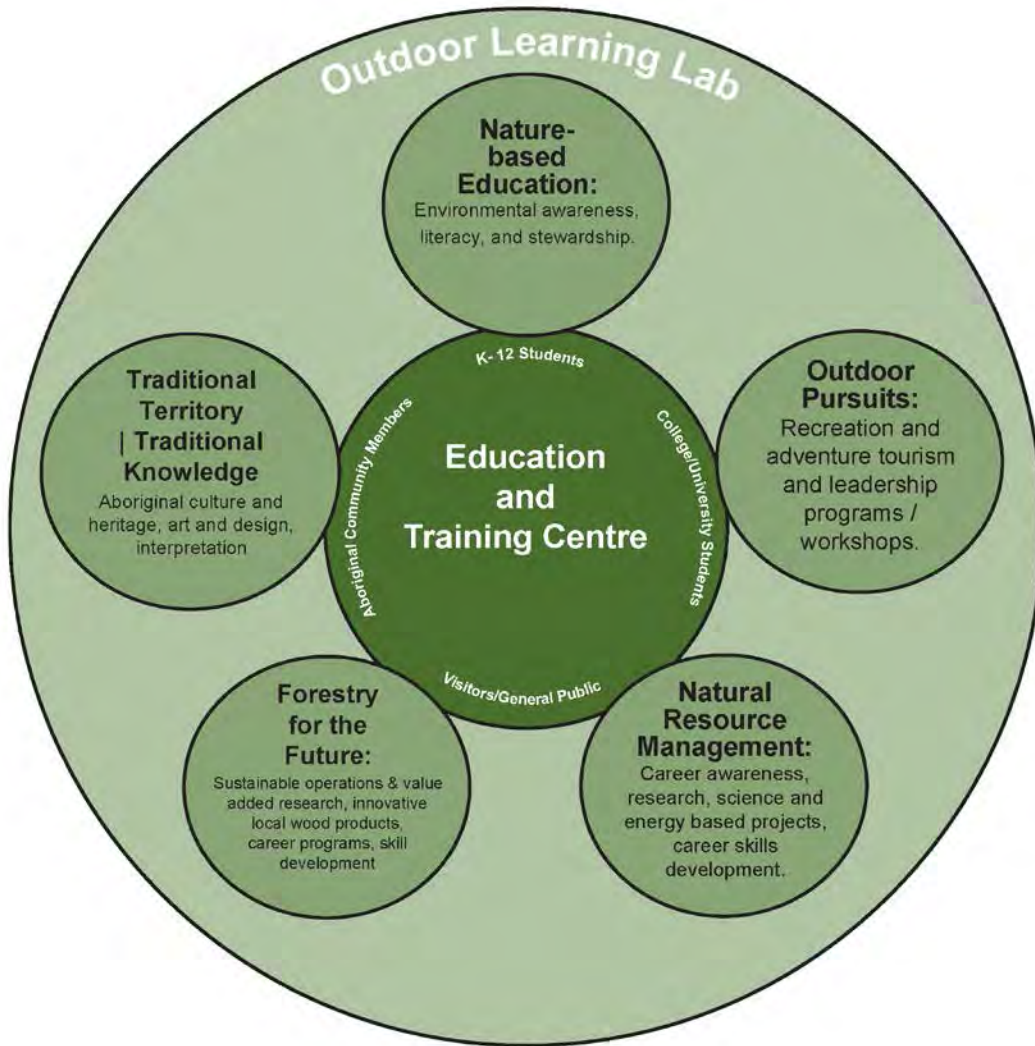 Outdoor Learning Lab
Nature-
based
Education:
Environmental awareness,
literacy, and stewardship.
Traditional
Territory
| Traditional
Knowledge
Aboriginal culture and
heritage, art and design,
interpretation
K- 12 Students
Aboriginal Community Members
Education
and
Training Centre
College/University Students
Visitors/General Public
Outdoor
Pursuits:
Recreation and
adventure tourism
and leadership
programs /
workshops.
Forestry
for the
Future:
Sustainable operations & value
added research, innovative
local wood products,
career programs, skill
development
Natural
Resource
Management:
Career awareness,
research, science and
energy based projects,
career skills
development.